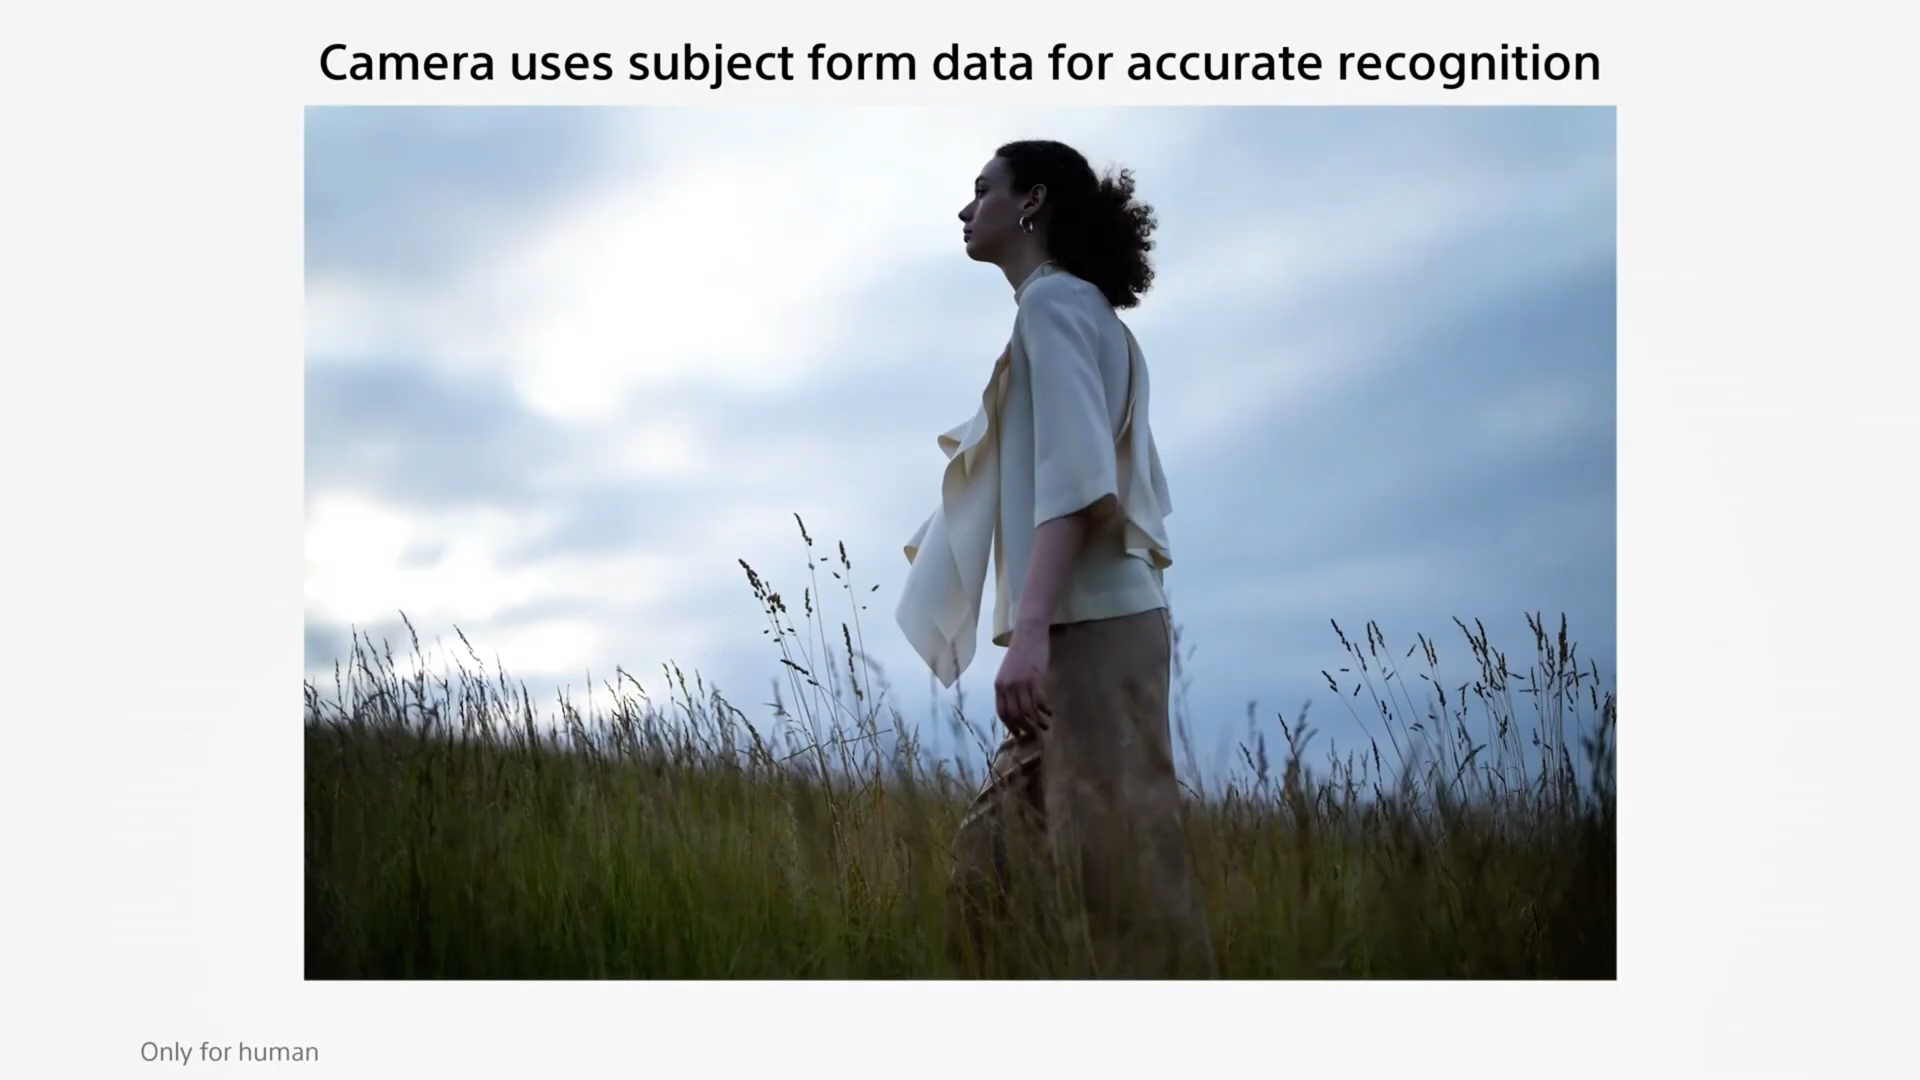 Camera uses subject form data for accurate recognition
Only for human